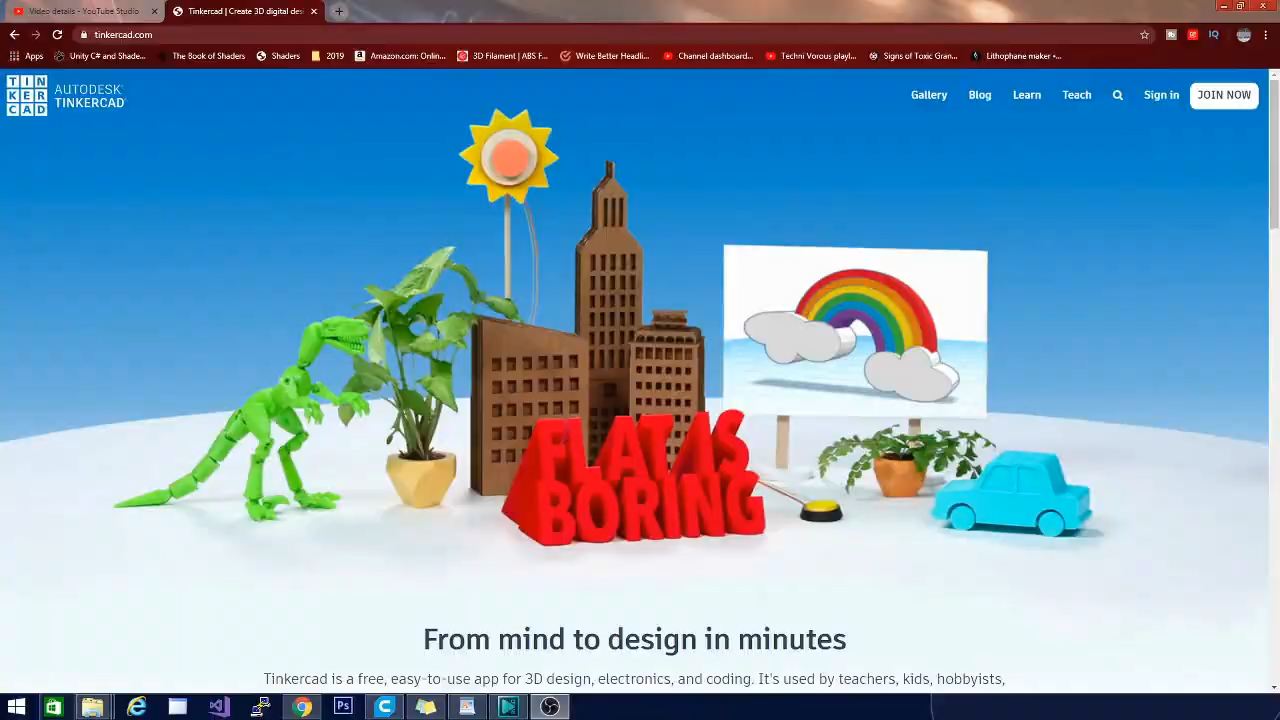 Video details - YouTube Studio
Tinkercad | Create 3D digital des
tinkercad.com
Apps
Unity C# and Shade...
The Book of Shaders
Shaders
2019
Amazon.com: Onlin...
3D Filament | ABS F...
Write Better Headli...
Channel dashboard...
Techni Vorous playl...
Signs of Toxic Gran...
Lithophane maker •...
IQ
TIN
KER
CAD
AUTODESK
TINKERCAD
Gallery
Blog
Learn
Teach
Sign in
JOIN NOW
FLAT IS
BORING
From mind to design in minutes
Tinkercad is a free, easy-to-use app for 3D design, electronics, and coding. It's used by teachers, kids, hobbyists,
Ps